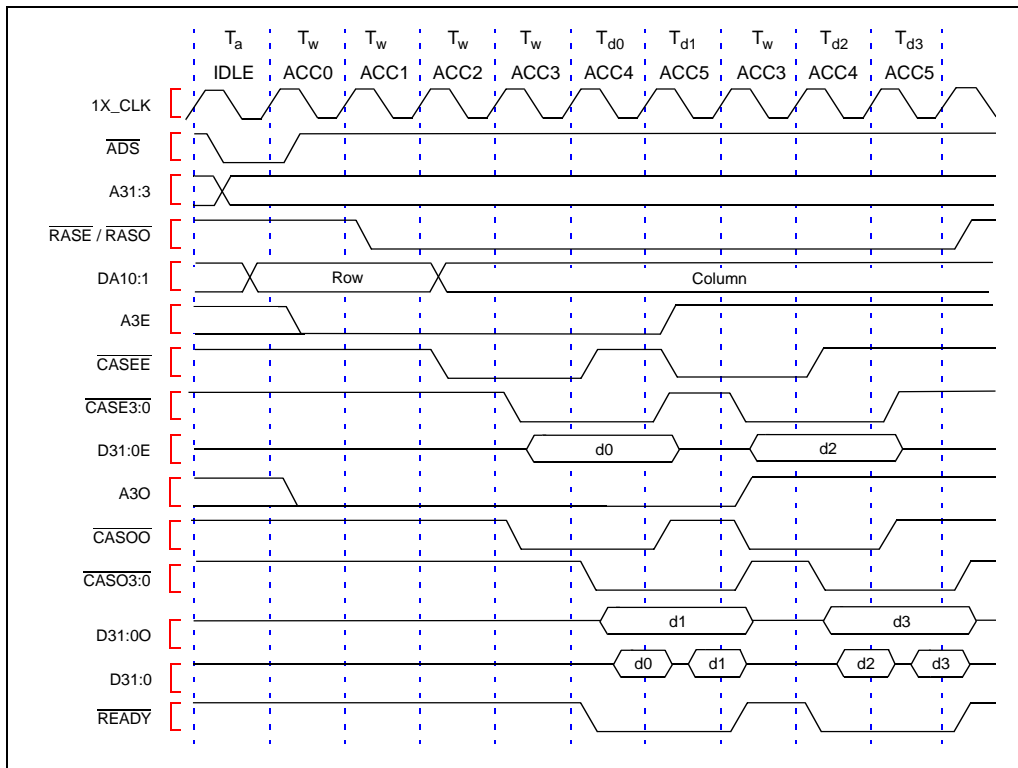 Ta Tw Tw Tw Tw Td0 Td1 Tw Td2 Td3
IDLE ACC0 ACC1 ACC2 ACC3 ACC4 ACC5 ACC3 ACC4 ACC5
1X_CLK
ADS
A31:3
RASE / RASO
DA10:1 Row Column
A3E
CASEE
CASE3:0
D31:0E d0 d2
A3O
CASOO
CASO3:0
D31:0O d1 d3
D31:0 d0 d1 d2 d3
READY